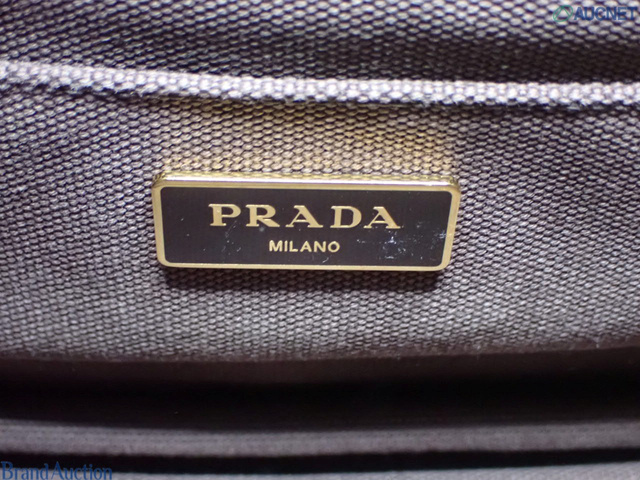 AUCNET
PRADA
MILANO
Brand Auction